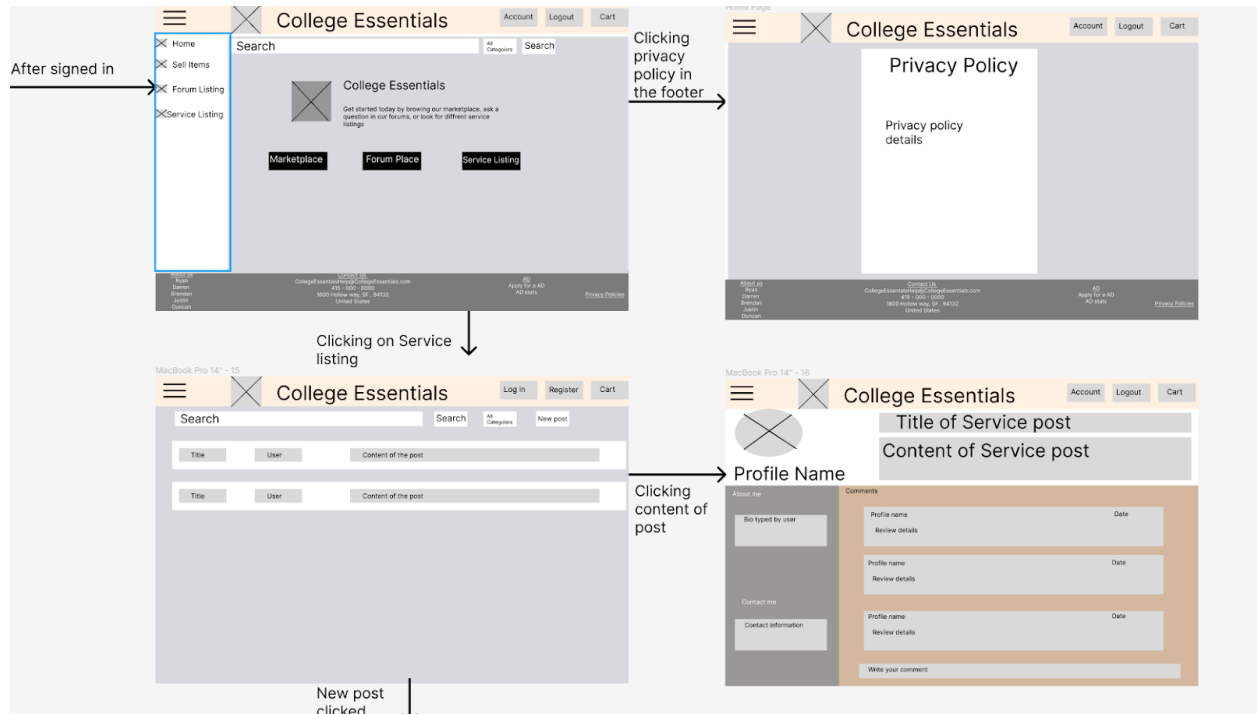 After signed in
College Essentials
Account
Logout
Cart
Home
Sell Items
Forum Listing
Service Listing
Search
All
Categoiers
Search
College Essentials
Get started today by browing our marketplace, ask a
question in our forums, or look for diffrent service
listings
Marketplace
Forum Place
Service Listing
About us
Ryan
Darren
Brendan
Justin
Duncan
Contact Us
CollegeEssentialsHelp@CollegeEssentials.com
415 - 000 - 0000
1600 Hollow way, SF , 94132
United States
AD
Apply for a AD
AD stats
Privacy Policies
Clicking
privacy
policy in
the footer
Home Page
College Essentials
Account
Logout
Cart
Privacy Policy
Privacy policy
details
About us
Ryan
Darren
Brendan
Justin
Duncan
Contact Us
CollegeEssentialsHelp@CollegeEssentials.com
415 - 000 - 0000
1600 Hollow way, SF , 94132
United States
AD
Apply for a AD
AD stats
Privacy Policies
Clicking on Service
listing
MacBook Pro 14" - 15
College Essentials
Log In
Register
Cart
Search
Search
All
Categoiers
New post
Title
User
Content of the post
Title
User
Content of the post
Clicking
content of
post
MacBook Pro 14" - 16
College Essentials
Account
Logout
Cart
Profile Name
Title of Service post
Content of Service post
About me
Bio typed by user
Contact me
Contact information
Comments
Profile name
Date
Review details
Profile name
Date
Review details
Profile name
Date
Review details
Write your comment
New post
clicked